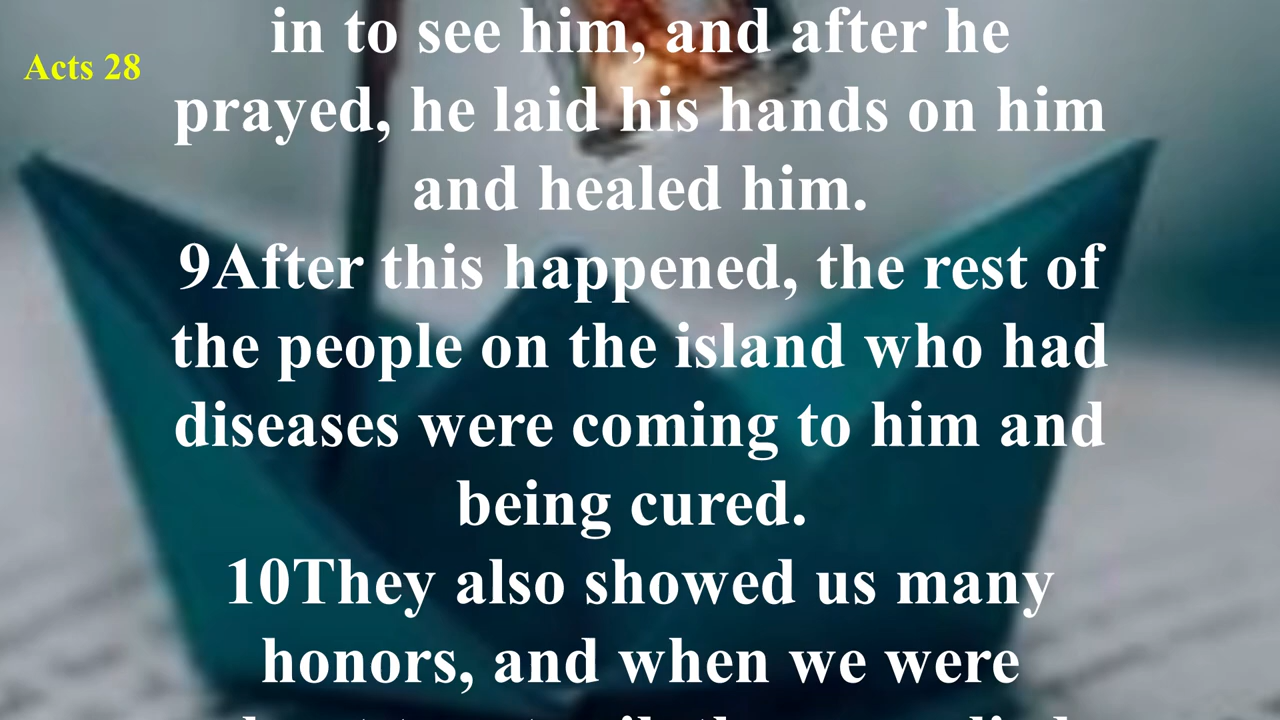 in to see him, and after he
Acts 28
prayed, he laid his hands on him
and healed him.
9After this happened, the rest of
the people on the island who had
diseases were coming to him and
being cured.
10They also showed us many
honors, and when we were